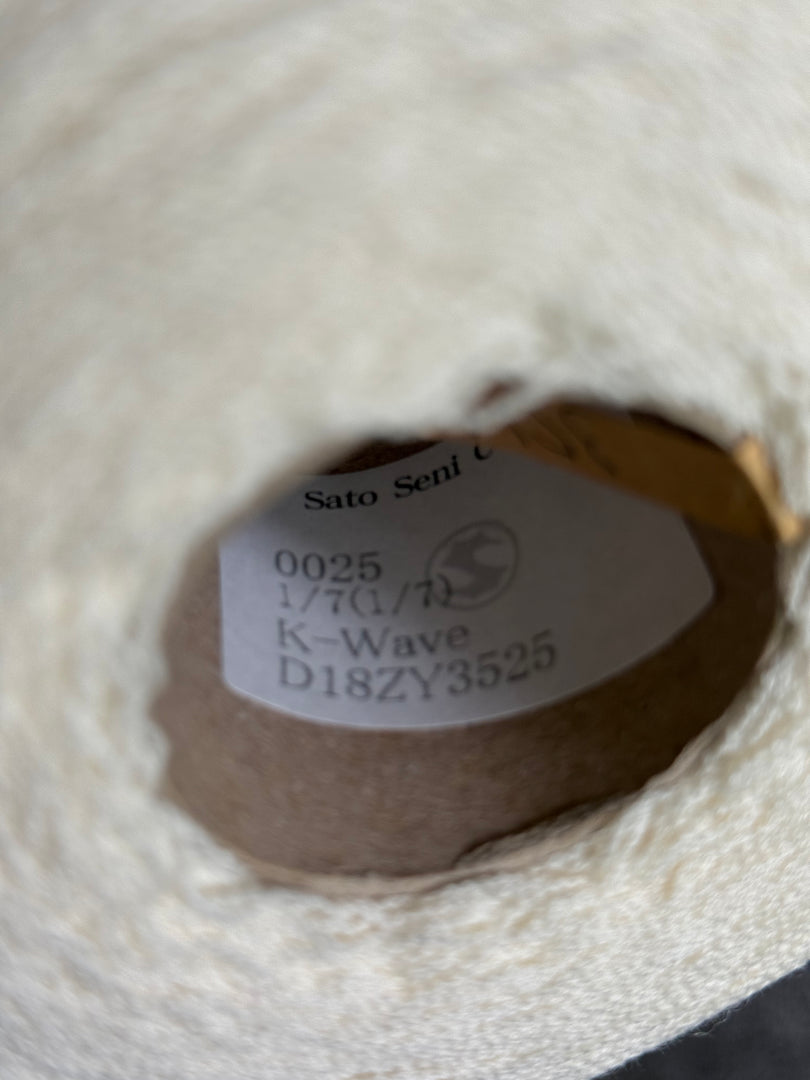 Sato Seni
0025
1/7(1/7)
K-Wave
D18ZY3525